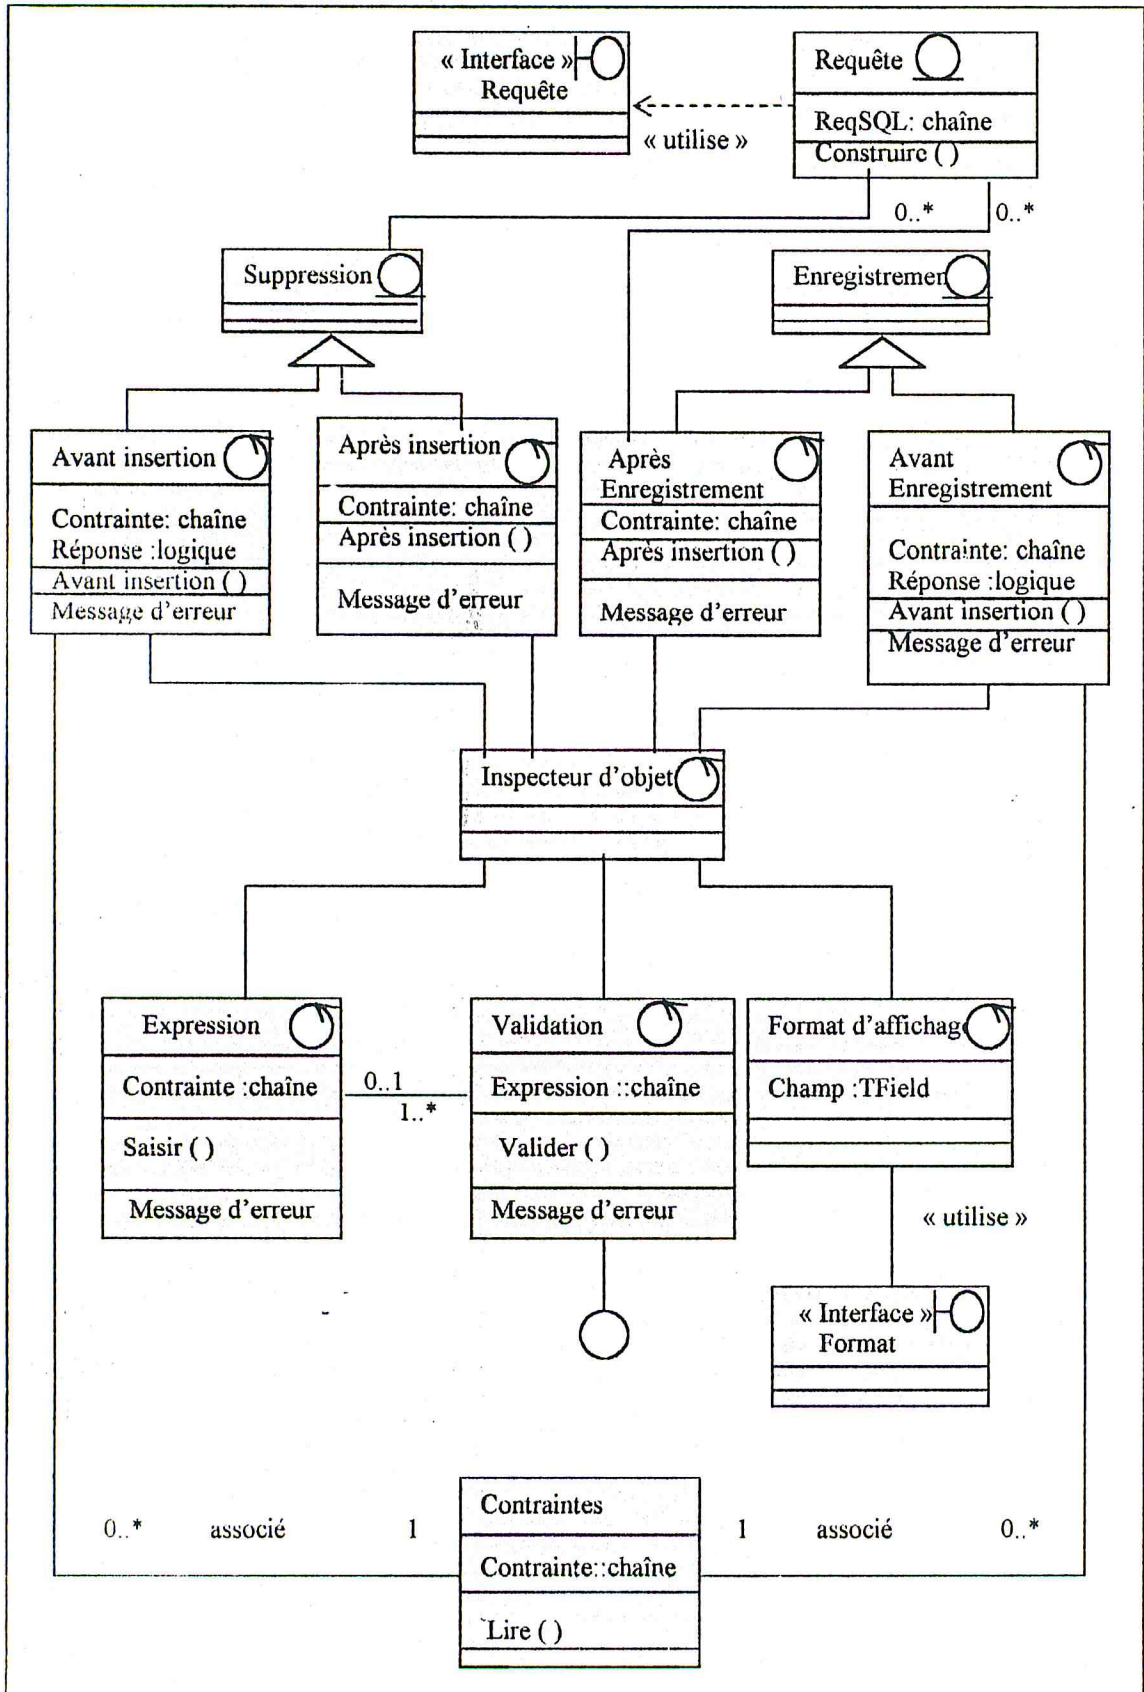 « Interface »
Requête
Requête
ReqSQL: chaîne
Construire ( )
« utilise »
0..*
0..*
Suppression
Enregistremen
Avant insertion
Contrainte: chaîne
Réponse :logique
Avant insertion ( )
Message d'erreur
Après insertion
Contrainte: chaîne
Après insertion ( )
Message d'erreur
Après
Enregistrement
Contrainte: chaîne
Après insertion ( )
Message d'erreur
Avant
Enregistrement
Contrainte: chaîne
Réponse :logique
Avant insertion ( )
Message d'erreur
Inspecteur d'objet
Expression
Contrainte :chaîne
Saisir ( )
Message d'erreur
0..1
1..*
Validation
Expression ::chaîne
Valider ( )
Message d'erreur
Format d'affichage
Champ :TField
« utilise »
« Interface »
Format
0..* associé 1
Contraintes
Contrainte::chaîne
Lire ( )
1 associé 0..*